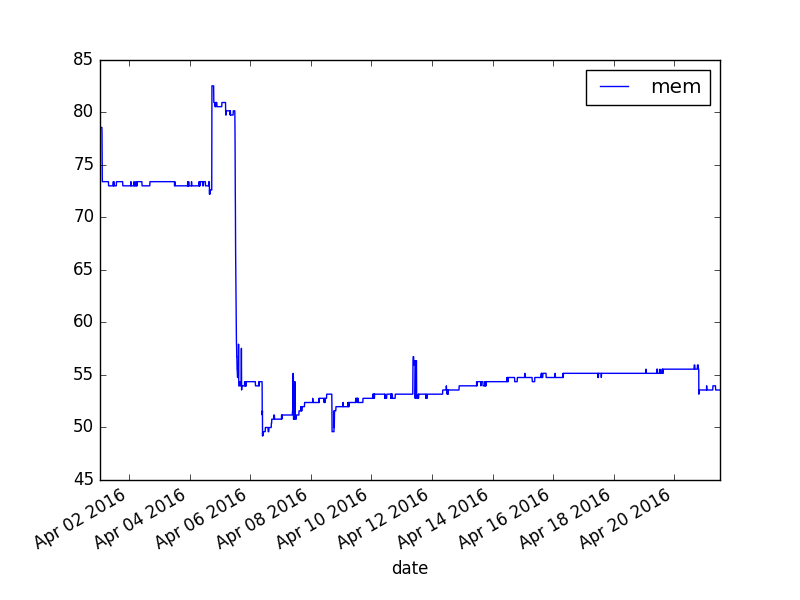 85
80
75
70
65
60
55
50
45
mem
Apr 02 2016
Apr 04 2016
Apr 06 2016
Apr 08 2016
Apr 10 2016
Apr 12 2016
Apr 14 2016
Apr 16 2016
Apr 18 2016
Apr 20 2016
date